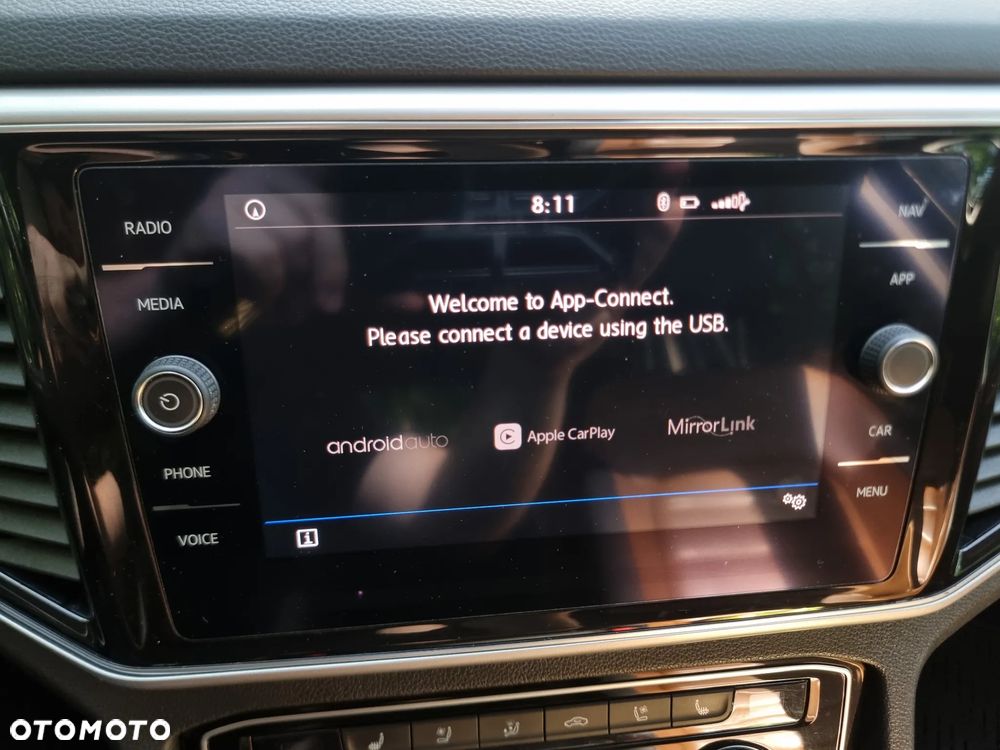 8:11
RADIO
MEDIA
PHONE
VOICE
Welcome to App-Connect.
Please connect a device using the USB.
androidauto
Apple CarPlay
MirrorLink
i
NAV
APP
CAR
MENU
OTOMOTO